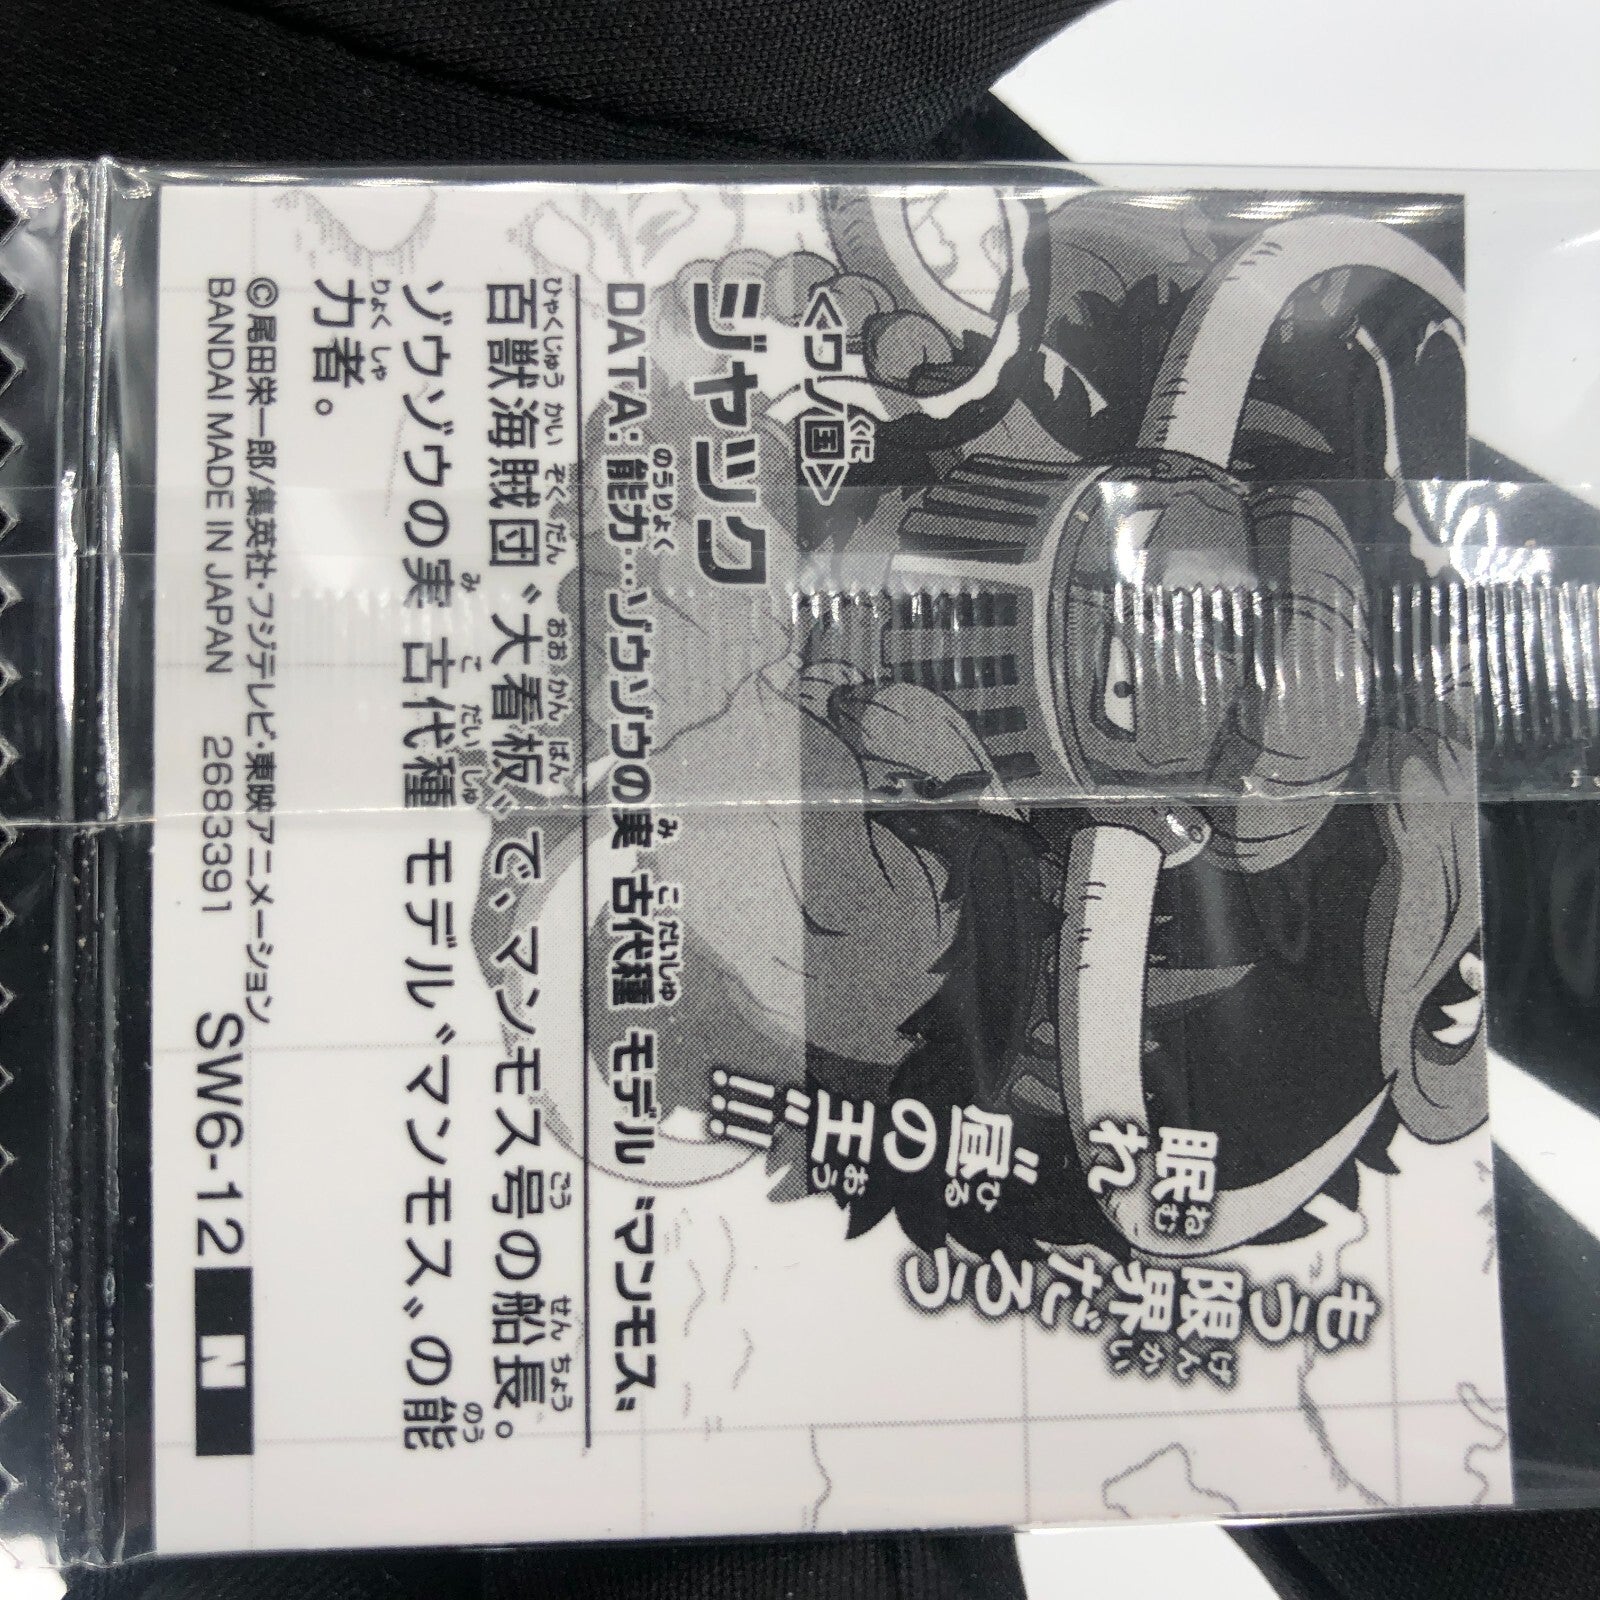 もう
限界
だろう
眠れ
〝昼の
王〟
!!!
<ワノ国>
ジャック
DATA: 能力…ゾウゾウの実 古代種 モデル〝マンモス〟
百獣海賊団〝大看板〟で、マンモス号の船長。
ゾウゾウの実 古代種 モデル〝マンモス〟の能
力者。
©尾田栄一郎/集英社・フジテレビ・東映アニメーション
BANDAI MADE IN JAPAN 2683391 SW6-12 N